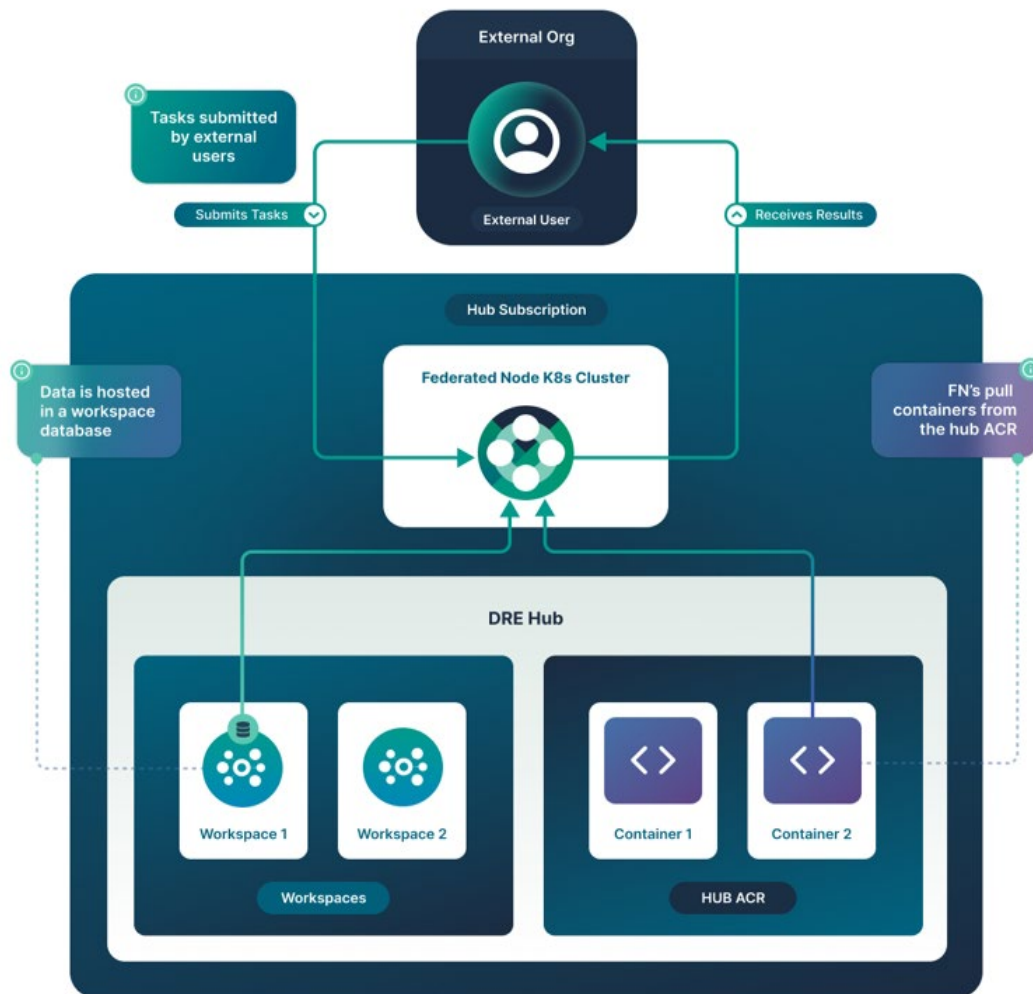 External Org
Tasks submitted
by external
users
Submits Tasks
External User
Receives Results
Hub Subscription
Federated Node K8s Cluster
Data is hosted
in a workspace
database
FN's pull
containers from
the hub ACR
DRE Hub
Workspace 1
Workspace 2
Container 1
Container 2
Workspaces
HUB ACR